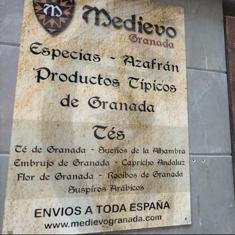 M
Medievo
Granada
Especias - Azafrán
Productos Típicos
de Granada
Tés
Té de Granada - Sueños de la Alhambra
Embrujo de Granada - Capricho Andaluz
Flor de Granada - Rooibos de Granada
Suspiros Arábicos
ENVIOS A TODA ESPAÑA
www.medievogranada.com